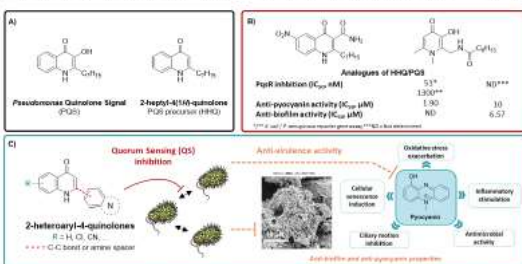 A)
OH
C₇H₁₅
C₇H₁₅
Pseudomonas Quinolone Signal
(PQS)
2-heptyl-4(1H)-quinolone
PQS precursor (HHQ)
B)
Analogues of HHQ/PQS
PqsR inhibition (IC₅₀, nM)
53*
1300**
ND***
Anti-pyocyanin activity (IC₅₀, µM)
1.90
10
Anti-biofilm activity (IC₅₀, µM)
ND
6.57
C)
Quorum Sensing (QS)
inhibition
Anti-virulence activity
2-heteroaryl-4-quinolones
R = H, Cl, CN, ...
C-C bond or amine spacer
Anti-biofilm and anti-pyocyanin properties
Oxidative stress
exacerbation
Cellular
senescence
induction
Inflammatory
stimulation
Pyocyanin
Ciliary motion
inhibition
Antimicrobial
activity